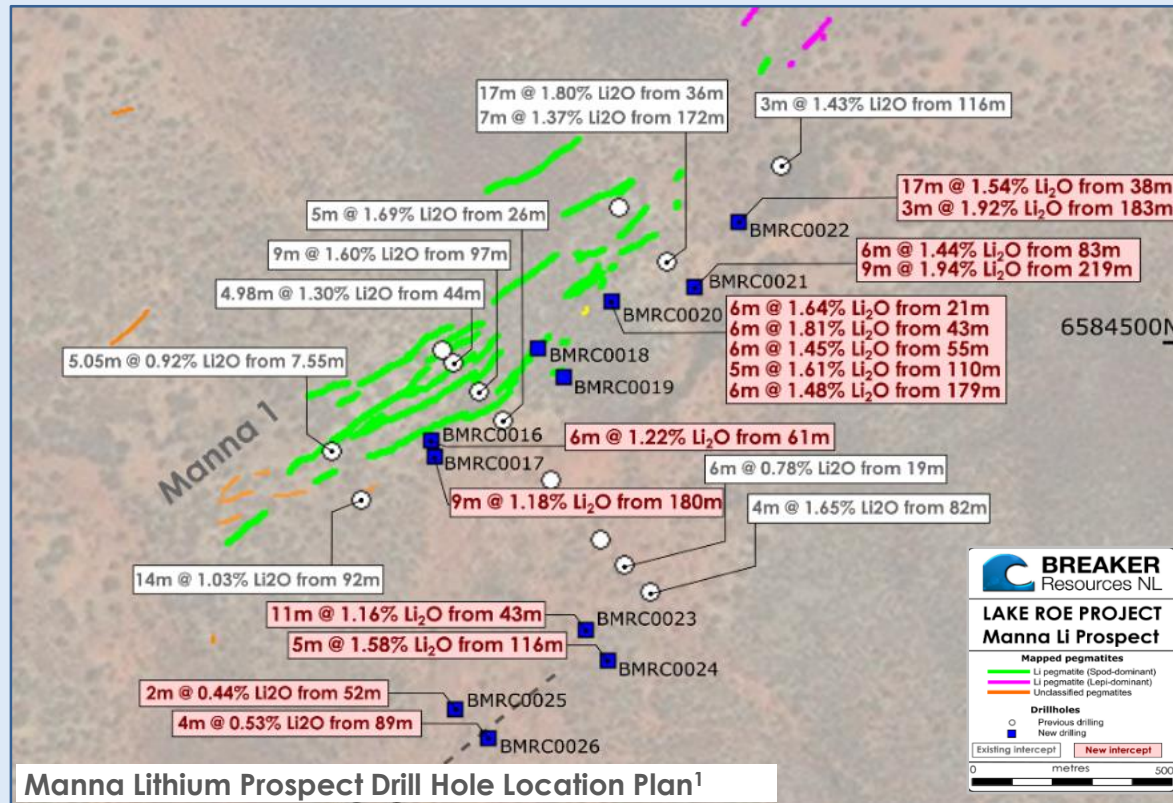 17m @ 1.80% Li2O from 36m
7m @ 1.37% Li2O from 172m
3m @ 1.43% Li2O from 116m
17m @ 1.54% Li₂O from 38m
3m @ 1.92% Li₂O from 183m
BMRC0022
5m @ 1.69% Li2O from 26m
9m @ 1.60% Li2O from 97m
6m @ 1.44% Li₂O from 83m
9m @ 1.94% Li₂O from 219m
BMRC0021
4.98m @ 1.30% Li2O from 44m
BMRC0020
6m @ 1.64% Li₂O from 21m
6m @ 1.81% Li₂O from 43m
6m @ 1.45% Li₂O from 55m
5m @ 1.61% Li₂O from 110m
6m @ 1.48% Li₂O from 179m
6584500N
5.05m @ 0.92% Li2O from 7.55m
BMRC0018
BMRC0019
Manna 1
BMRC0016
6m @ 1.22% Li₂O from 61m
BMRC0017
6m @ 0.78% Li2O from 19m
9m @ 1.18% Li₂O from 180m
4m @ 1.65% Li2O from 82m
14m @ 1.03% Li2O from 92m
11m @ 1.16% Li₂O from 43m
BMRC0023
5m @ 1.58% Li₂O from 116m
BMRC0024
2m @ 0.44% Li2O from 52m
BMRC0025
4m @ 0.53% Li2O from 89m
BMRC0026
BREAKER
Resources NL
LAKE ROE PROJECT
Manna Li Prospect
Mapped pegmatites
Li pegmatite (Spod-dominant)
Li pegmatite (Lepi-dominant)
Unclassified pegmatites
Drillholes
Previous drilling
New drilling
Existing intercept
New intercept
0 metres 500
Manna Lithium Prospect Drill Hole Location Plan¹